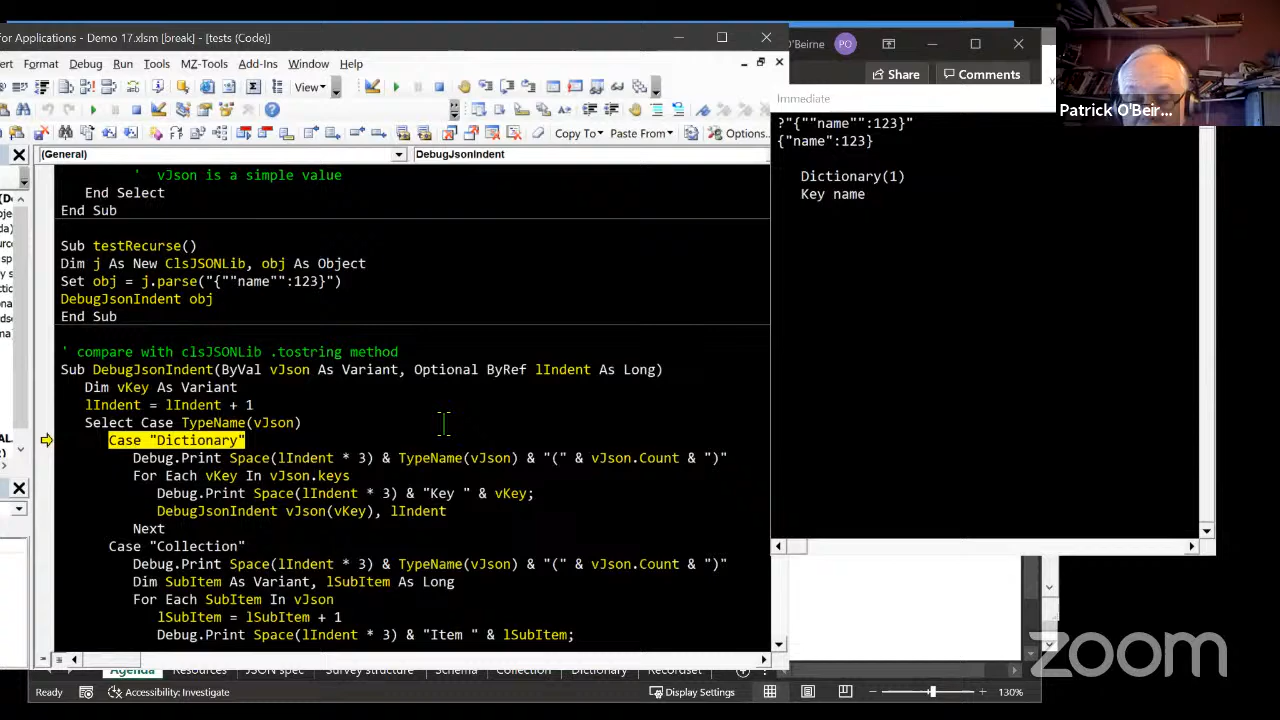 for Applications - Demo 17.xlsm [break] - [tests (Code)]
ert Format Debug Run Tools MZ-Tools Add-Ins Window Help
View
Copy To Paste From Options.
(General) DebugJsonIndent
' vJson is a simple value
End Select
End Sub
Sub testRecurse()
Dim j As New ClsJSONLib, obj As Object
Set obj = j.parse("{""name"":123}")
DebugJsonIndent obj
End Sub
' compare with clsJSONLib .tostring method
Sub DebugJsonIndent(ByVal vJson As Variant, Optional ByRef lIndent As Long)
Dim vKey As Variant
lIndent = lIndent + 1
Select Case TypeName(vJson)
Case "Dictionary"
Debug.Print Space(lIndent * 3) & TypeName(vJson) & "(" & vJson.Count & ")"
For Each vKey In vJson.keys
Debug.Print Space(lIndent * 3) & "Key " & vKey;
DebugJsonIndent vJson(vKey), lIndent
Next
Case "Collection"
Debug.Print Space(lIndent * 3) & TypeName(vJson) & "(" & vJson.Count & ")"
Dim SubItem As Variant, lSubItem As Long
For Each SubItem In vJson
lSubItem = lSubItem + 1
Debug.Print Space(lIndent * 3) & "Item " & lSubItem;
O'Beirne PO
Share Comments
Immediate
?"{""name"":123}"
{"name":123}
Dictionary(1)
Key name
Patrick O'Beir...
Agenda Resources JSON spec Survey structure Schema Collection Dictionary Recordset
Ready Accessibility: Investigate Display Settings 130%
zoom